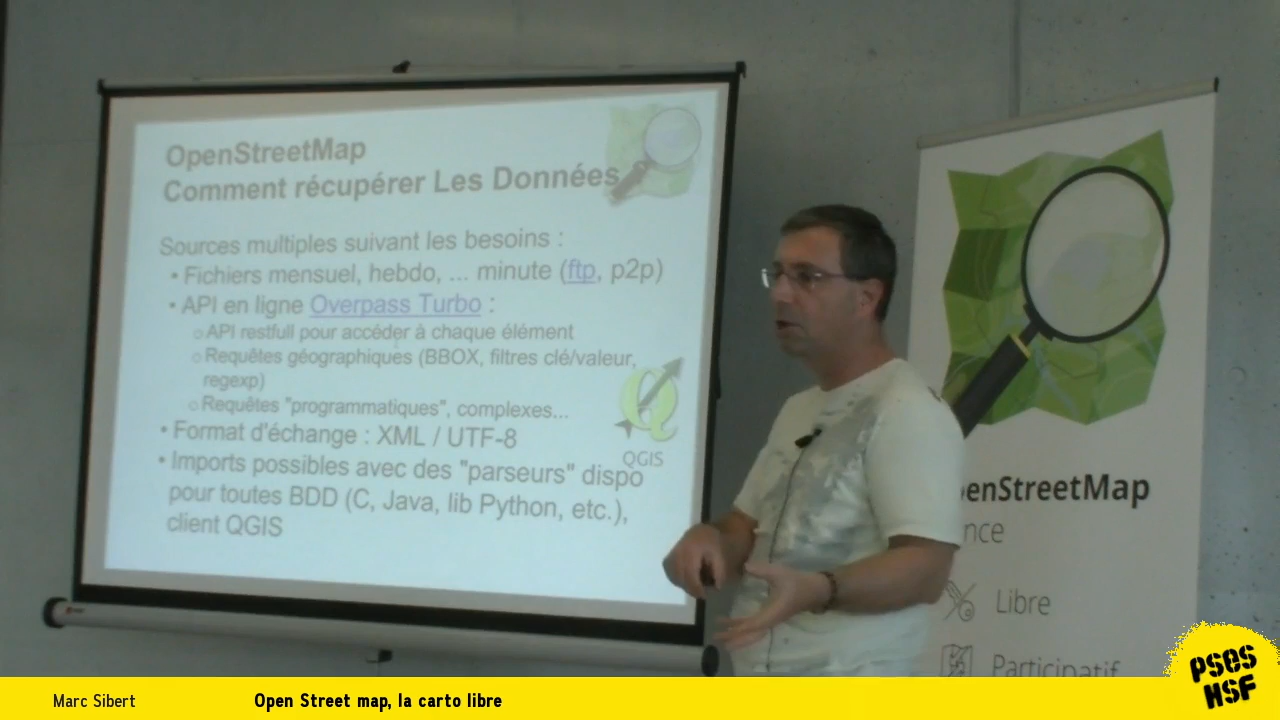 OpenStreetMap
Comment récupérer Les Données
Sources multiples suivant les besoins :
• Fichiers mensuel, hebdo, ... minute (ftp, p2p)
• API en ligne Overpass Turbo :
○ API restfull pour accéder à chaque élément
○ Requêtes géographiques (BBOX, filtres clé/valeur,
regexp)
○ Requêtes "programmatiques", complexes...
• Format d'échange : XML / UTF-8
• Imports possibles avec des "parseurs" dispo
pour toutes BDD (C, Java, lib Python, etc.),
client QGIS
QGIS
enStreetMap
nce
Libre
Participatif
Marc Sibert
Open Street map, la carto libre
PSES
HSF